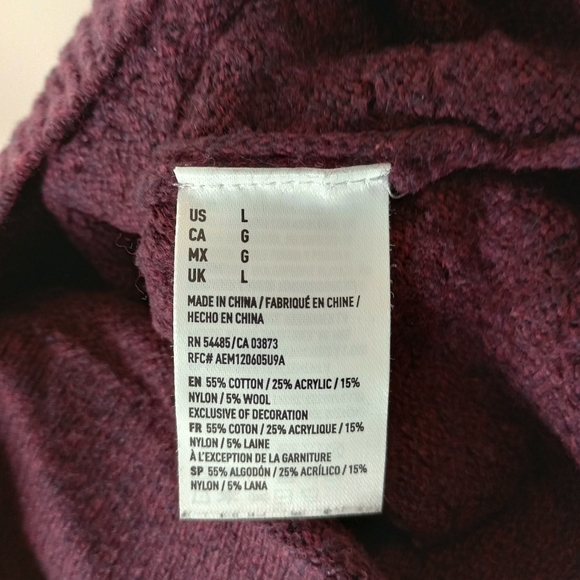 US L
CA G
MX G
UK L
MADE IN CHINA / FABRIQUÉ EN CHINE /
HECHO EN CHINA
RN 54485/CA 03873
RFC# AEM120605U9A
EN 55% COTTON / 25% ACRYLIC / 15%
NYLON / 5% WOOL
EXCLUSIVE OF DECORATION
FR 55% COTON / 25% ACRYLIQUE / 15%
NYLON / 5% LAINE
À L'EXCEPTION DE LA GARNITURE
SP 55% ALGODÓN / 25% ACRÍLICO / 15%
NYLON / 5% LANA